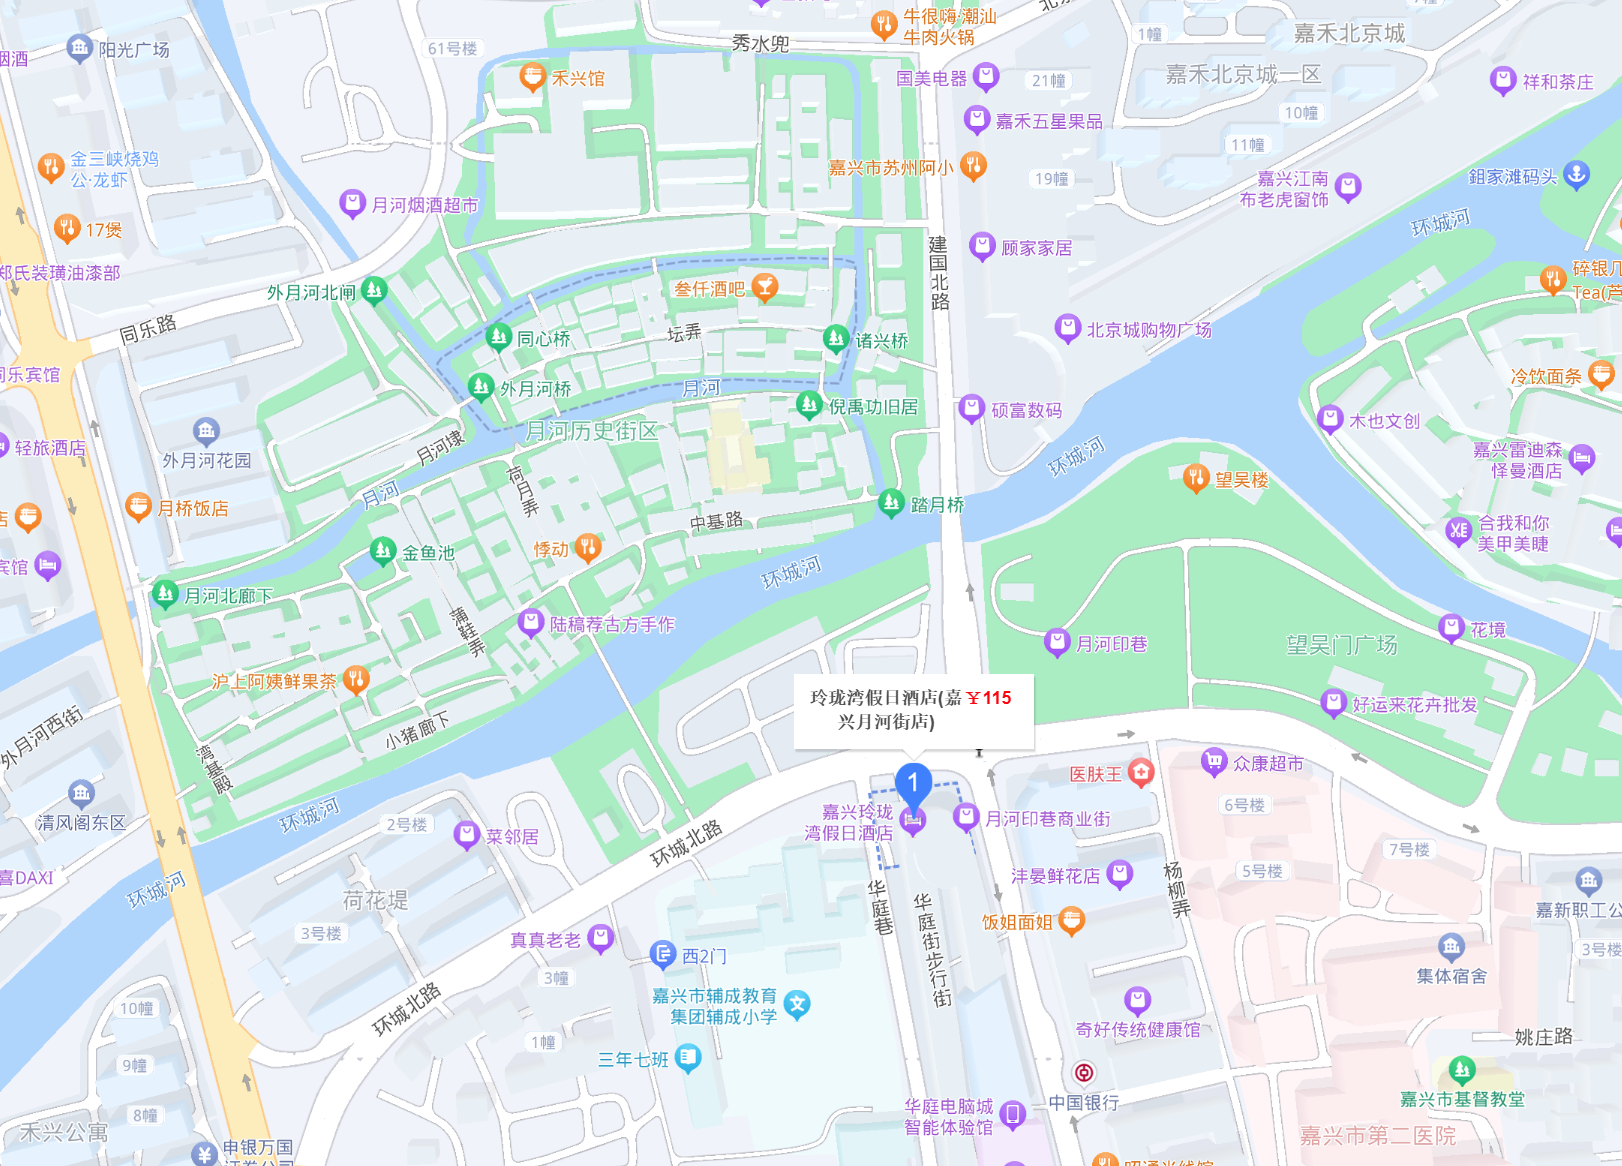 阳光广场
烟酒
61号楼
秀水兜
牛很嗨·潮汕
牛肉火锅
1幢
嘉禾北京城
嘉禾北京城一区
祥和茶庄
禾兴馆
国美电器
21幢
嘉禾五星果品
10幢
11幢
金三峡烧鸡
公·龙虾
嘉兴市苏州阿小
19幢
嘉兴江南
布老虎窗饰
鉏家滩码头
环城河
17煲
月河烟酒超市
建国北路
顾家家居
郑氏装璜油漆部
外月河北闸
叁仟酒吧
碎银几
Tea(芦
同乐路
同心桥
坛弄
诸兴桥
北京城购物广场
同乐宾馆
外月河桥
月河
倪禹功旧居
硕富数码
冷饮面条
木也文创
轻旅酒店
外月河花园
月河埭
月河历史街区
环城河
嘉兴雷迪森
怿曼酒店
荷月弄
月河
望吴楼
店
月桥饭店
中基路
踏月桥
合我和你
美甲美睫
宾馆
金鱼池
悸动
环城河
月河北廊下
蒲鞋弄
陆稿荐古方手作
月河印巷
望吴门广场
花境
沪上阿姨鲜果茶
玲珑湾假日酒店(嘉 ￥115
兴月河街店)
好运来花卉批发
外月河西街
小猪廊下
湾基殿
医肤王
众康超市
1
清风阁东区
环城河
2号楼
菜邻居
环城北路
嘉兴玲珑
湾假日酒店
月河印巷商业街
6号楼
7号楼
喜DAXI
环城河
荷花堤
华庭巷
华庭街步行街
沣晏鲜花店
杨柳弄
5号楼
嘉新职工公
3号楼
真真老老
西2门
饭姐面姐
3号楼
集体宿舍
3幢
嘉兴市辅成教育
集团辅成小学
10幢
环城北路
奇好传统健康馆
1幢
三年七班
姚庄路
9幢
中国银行
嘉兴市基督教堂
8幢
华庭电脑城
智能体验馆
禾兴公寓
申银万国
嘉兴市第二医院